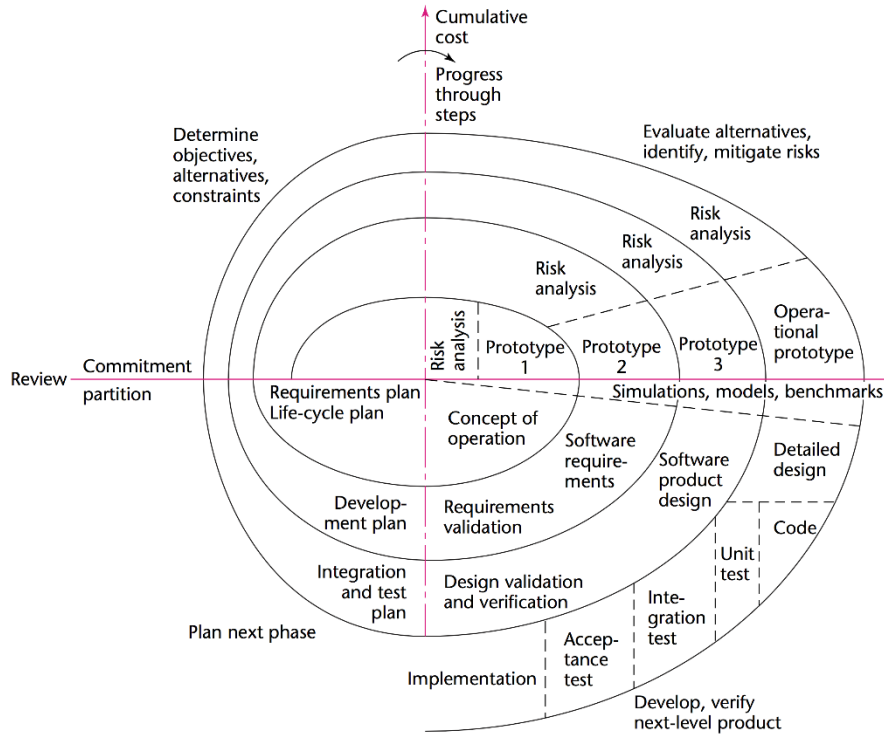 Cumulative
cost
Progress
through
steps
Determine
objectives,
alternatives,
constraints
Evaluate alternatives,
identify, mitigate risks
Risk
analysis
Risk
analysis
Risk
analysis
Risk
analysis
Prototype
1
Prototype
2
Prototype
3
Opera-
tional
prototype
Review
Commitment
partition
Requirements plan
Life-cycle plan
Simulations, models, benchmarks
Concept of
operation
Software
require-
ments
Software
product
design
Detailed
design
Develop-
ment plan
Requirements
validation
Code
Unit
test
Integration
and test
plan
Design validation
and verification
Inte-
gration
test
Accep-
tance
test
Implementation
Plan next phase
Develop, verify
next-level product